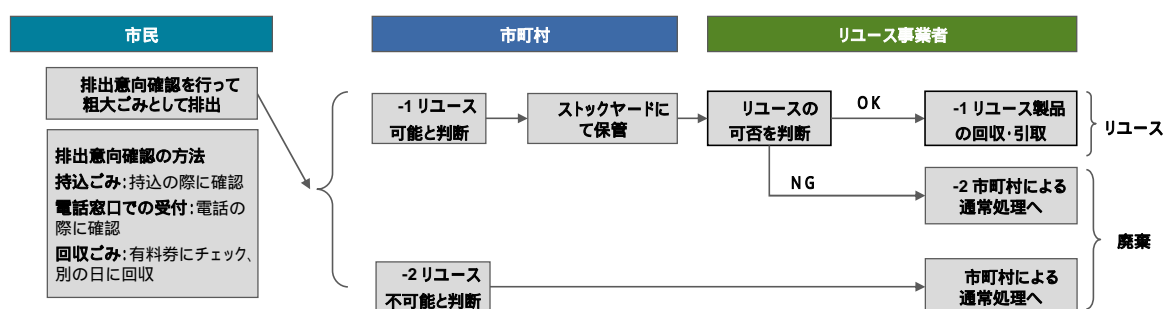 市民
市町村
リユース事業者
排出意向確認を行って
粗大ごみとして排出
排出意向確認の方法
持込ごみ:持込の際に確認
電話窓口での受付:電話の
際に確認
回収ごみ:有料券にチェック、
別の日に回収
-1 リユース
可能と判断
ストックヤードに
て保管
リユースの
可否を判断
OK
-1 リユース製品
の回収・引取
リユース
NG
-2 市町村による
通常処理へ
廃棄
-2 リユース
不可能と判断
市町村による
通常処理へ